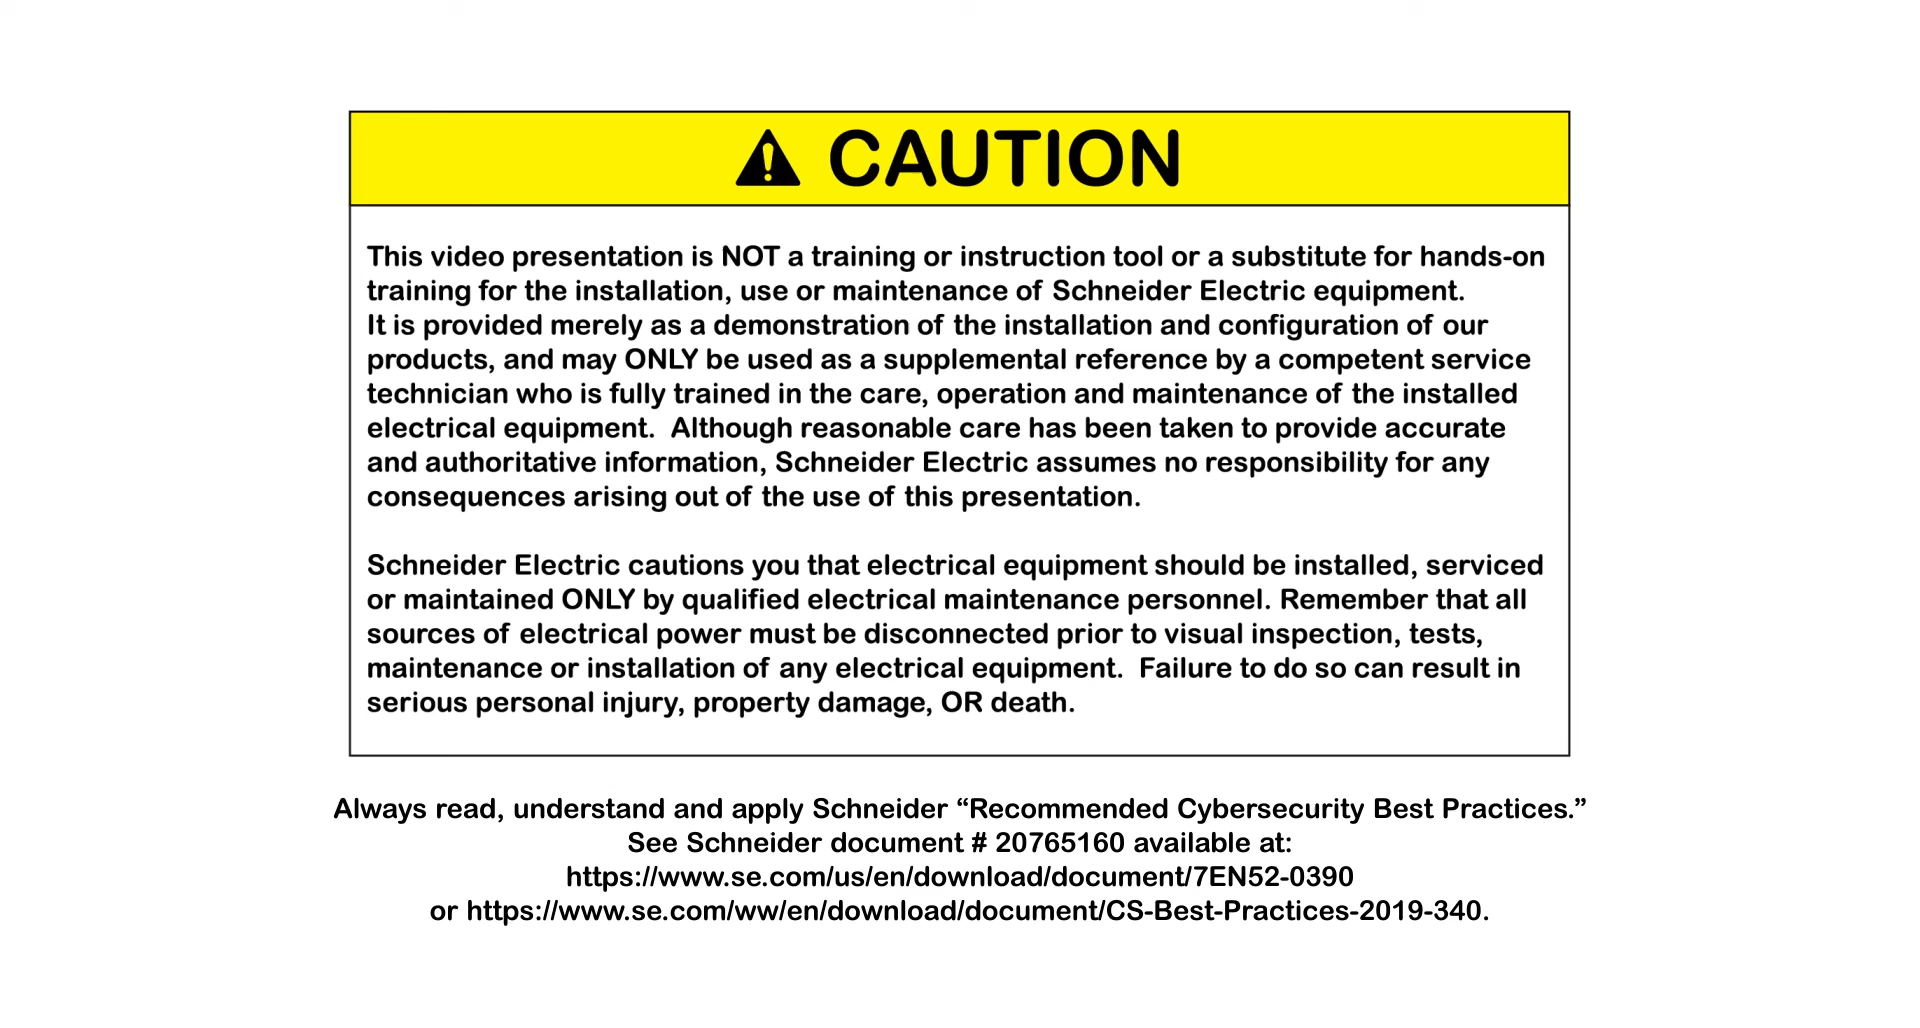 CAUTION
This video presentation is NOT a training or instruction tool or a substitute for hands-on
training for the installation, use or maintenance of Schneider Electric equipment.
It is provided merely as a demonstration of the installation and configuration of our
products, and may ONLY be used as a supplemental reference by a competent service
technician who is fully trained in the care, operation and maintenance of the installed
electrical equipment.  Although reasonable care has been taken to provide accurate
and authoritative information, Schneider Electric assumes no responsibility for any
consequences arising out of the use of this presentation.
Schneider Electric cautions you that electrical equipment should be installed, serviced
or maintained ONLY by qualified electrical maintenance personnel. Remember that all
sources of electrical power must be disconnected prior to visual inspection, tests,
maintenance or installation of any electrical equipment.  Failure to do so can result in
serious personal injury, property damage, OR death.
Always read, understand and apply Schneider “Recommended Cybersecurity Best Practices.”
See Schneider document # 20765160 available at:
https://www.se.com/us/en/download/document/7EN52-0390
or https://www.se.com/ww/en/download/document/CS-Best-Practices-2019-340.